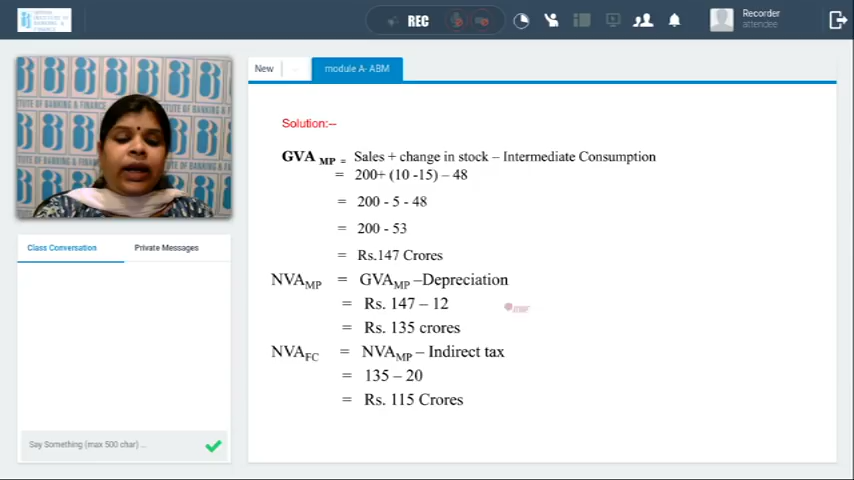 REC
Recorder
attendee
New
module A- ABM
Solution:--
GVA MP = Sales + change in stock – Intermediate Consumption
= 200+ (10 -15) – 48
= 200 - 5 - 48
= 200 - 53
= Rs.147 Crores
NVAMP = GVAMP –Depreciation
= Rs. 147 – 12
= Rs. 135 crores
NVAFC = NVAMP – Indirect tax
= 135 – 20
= Rs. 115 Crores
Class Conversation
Private Messages
Say Something (max 500 char) ...